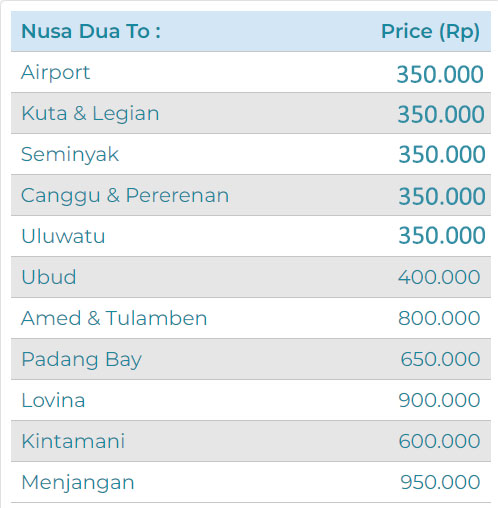 Nusa Dua To : Price (Rp)
Airport 350.000
Kuta & Legian 350.000
Seminyak 350.000
Canggu & Pererenan 350.000
Uluwatu 350.000
Ubud 400.000
Amed & Tulamben 800.000
Padang Bay 650.000
Lovina 900.000
Kintamani 600.000
Menjangan 950.000